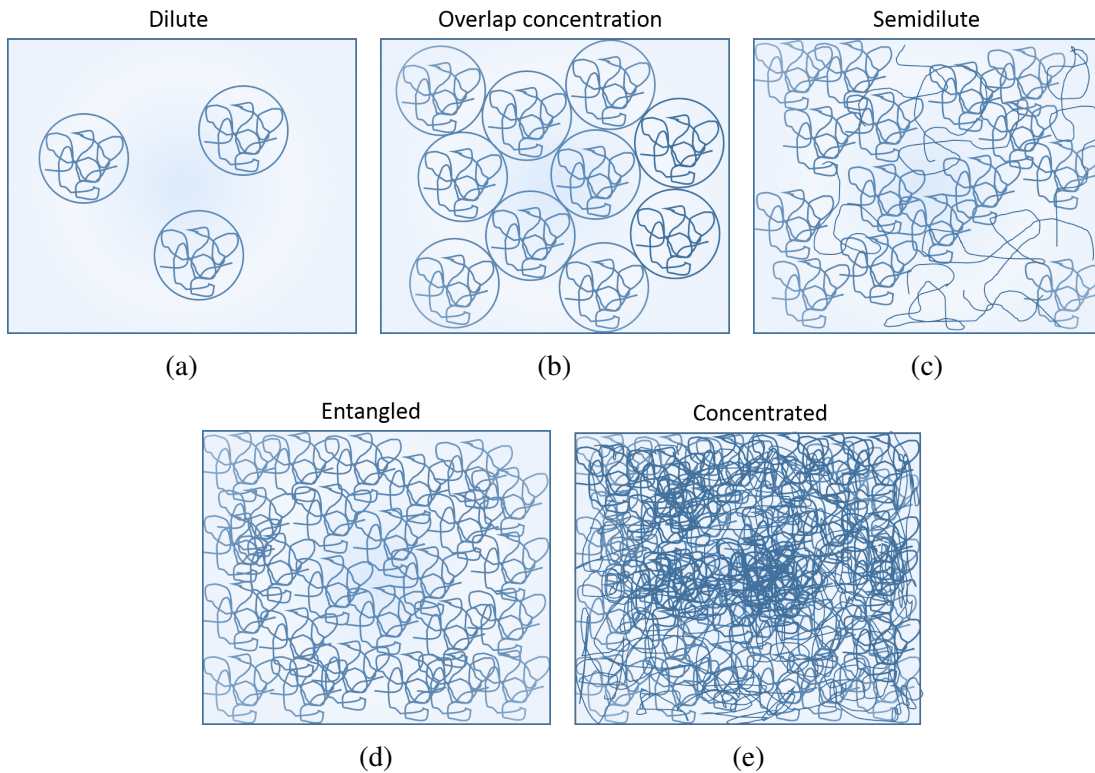 Dilute
Overlap concentration
Semidilute
(a)
(b)
(c)
Entangled
Concentrated
(d)
(e)